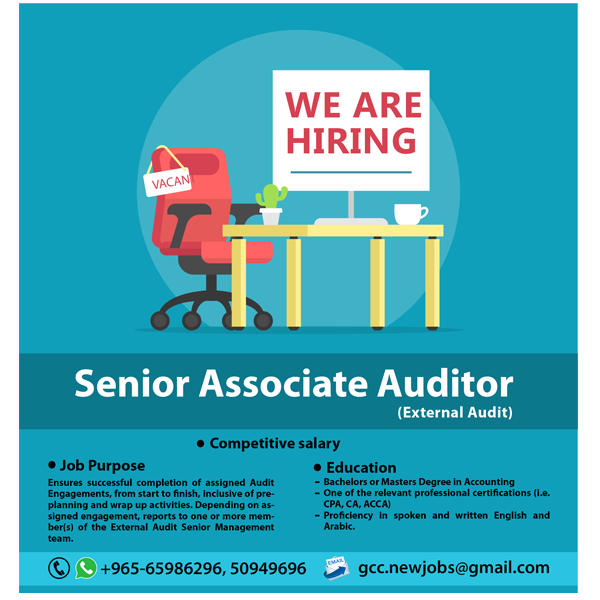 WE ARE
HIRING
VACAN
Senior Associate Auditor
(External Audit)
• Competitive salary
• Job Purpose
Ensures successful completion of assigned Audit
Engagements, from start to finish, inclusive of pre-
planning and wrap up activities. Depending on as-
signed engagement, reports to one or more mem-
ber(s) of the External Audit Senior Management
team.
• Education
– Bachelors or Masters Degree in Accounting
– One of the relevant professional certifications (i.e.
CPA, CA, ACCA)
– Proficiency in spoken and written English and
Arabic.
+965-65986296, 50949696
EMAIL
gcc.newjobs@gmail.com